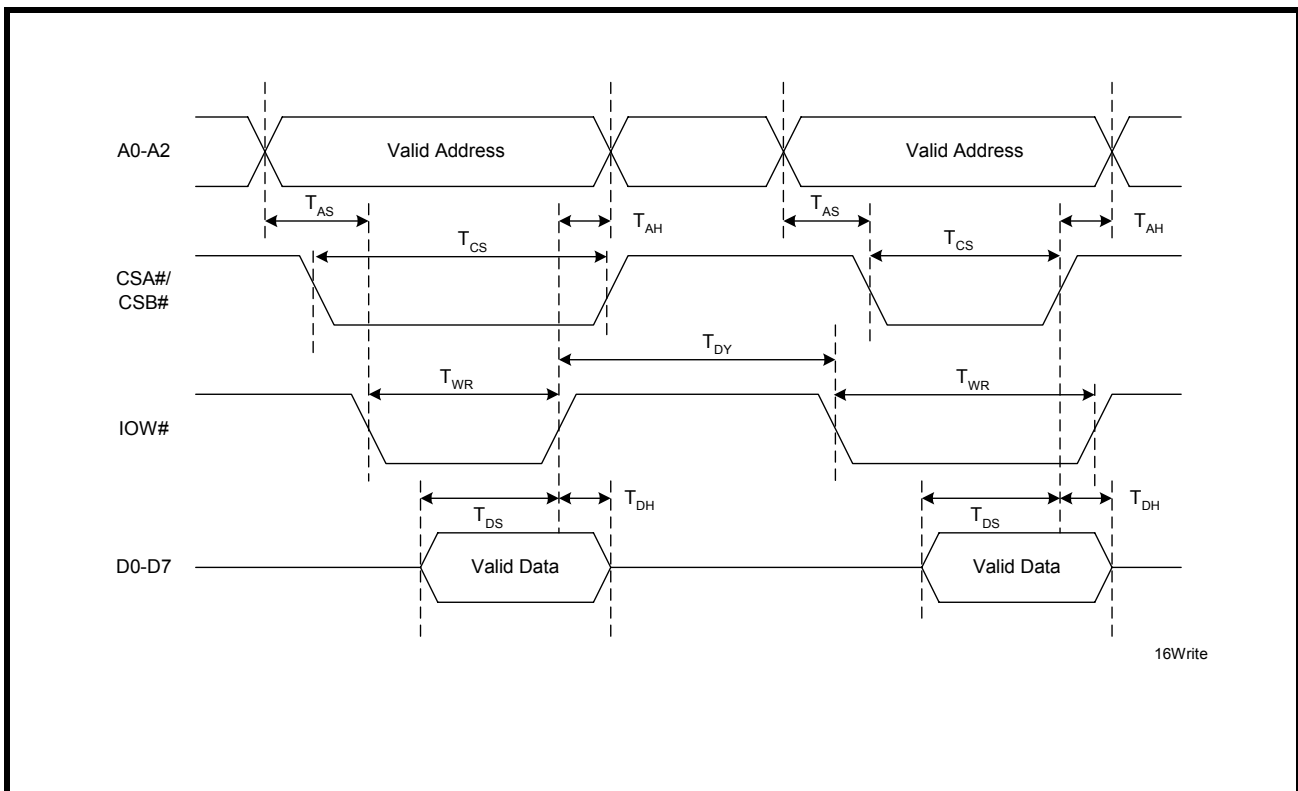 A0-A2
Valid Address
Valid Address
TAS
TAH
TAS
TAH
TCS
TCS
CSA#/
CSB#
TDY
TWR
TWR
IOW#
TDH
TDH
TDS
TDS
D0-D7
Valid Data
Valid Data
16Write